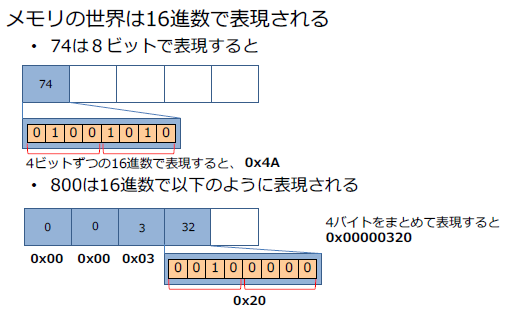 メモリの世界は16進数で表現される
• 74は８ビットで表現すると
74
0 1 0 0 1 0 1 0
4ビットずつの16進数で表現すると、0x4A
• 800は16進数で以下のように表現される
0 0 3 32
0x00 0x00 0x03
4バイトをまとめて表現すると
0x00000320
0 0 1 0 0 0 0 0
0x20